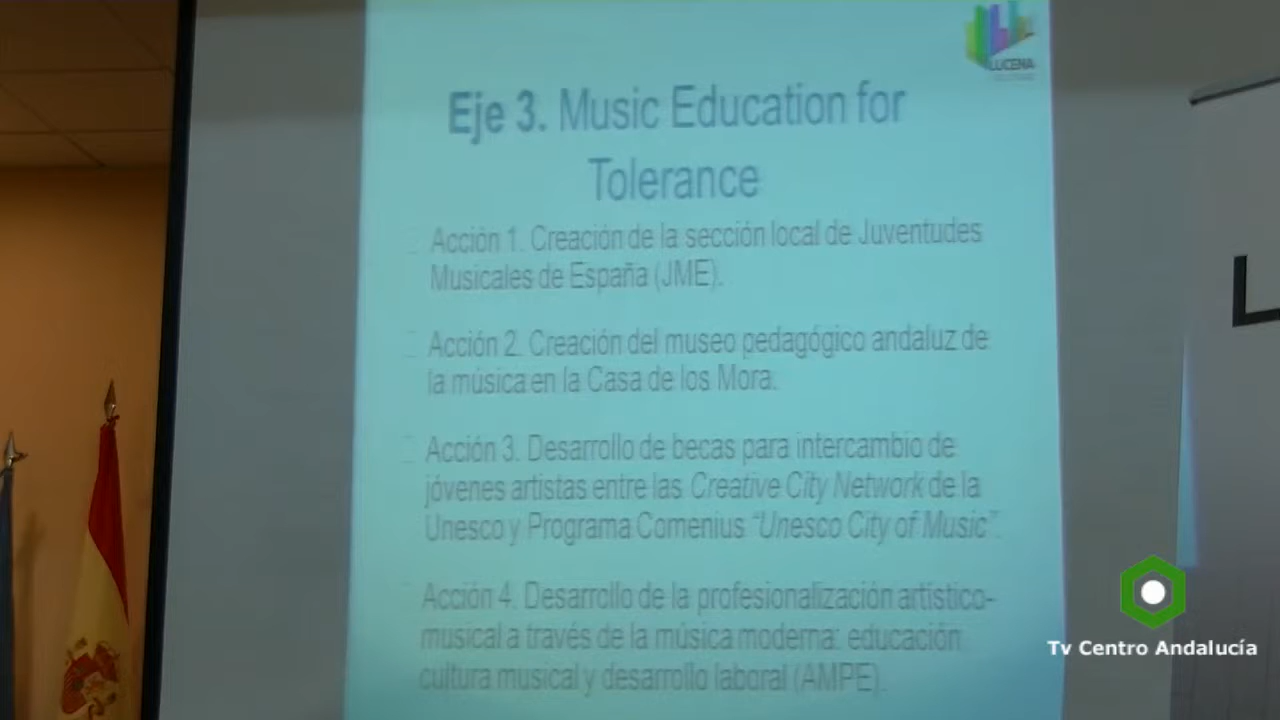 LUCENA
Eje 3. Music Education for
Tolerance
Acción 1. Creación de la sección local de Juventudes
Musicales de España (JME).
Acción 2. Creación del museo pedagógico andaluz de
la música en la Casa de los Mora.
Acción 3. Desarrollo de becas para intercambio de
jóvenes artistas entre las Creative City Network de la
Unesco y Programa Comenius “Unesco City of Music”.
Acción 4. Desarrollo de la profesionalización artístico-
musical a través de la música moderna: educación
cultura musical y desarrollo laboral (AMPE).
L
Tv Centro Andalucía